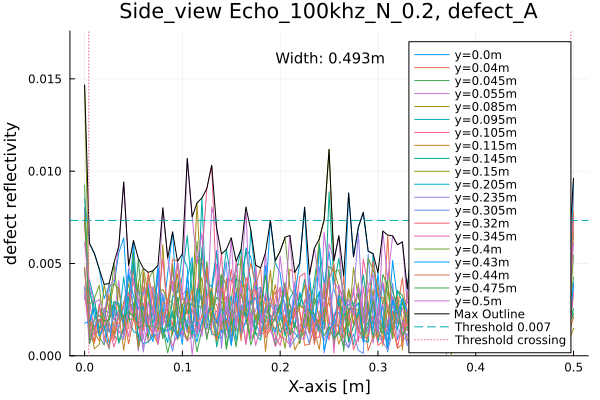 Side_view Echo_100khz_N_0.2, defect_A
Width: 0.493m
y=0.0m
y=0.04m
y=0.045m
y=0.055m
y=0.085m
y=0.095m
y=0.105m
y=0.115m
y=0.145m
y=0.15m
y=0.205m
y=0.235m
y=0.305m
y=0.32m
y=0.345m
y=0.4m
y=0.43m
y=0.44m
y=0.475m
y=0.5m
Max Outline
Threshold 0.007
Threshold crossing
defect reflectivity
0.015
0.010
0.005
0.000
0.0
0.1
0.2
0.3
0.4
0.5
X-axis [m]